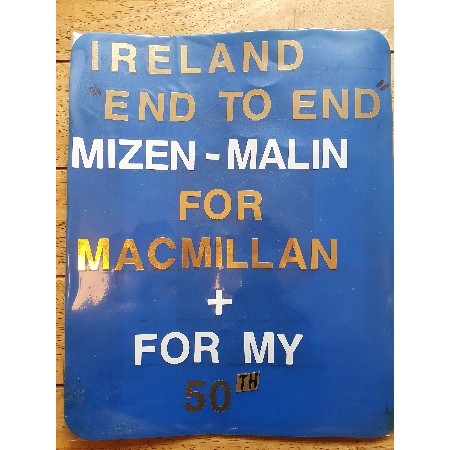 IRELAND
"END TO END"
MIZEN - MALIN
FOR
MACMILLAN
+
FOR MY
50TH